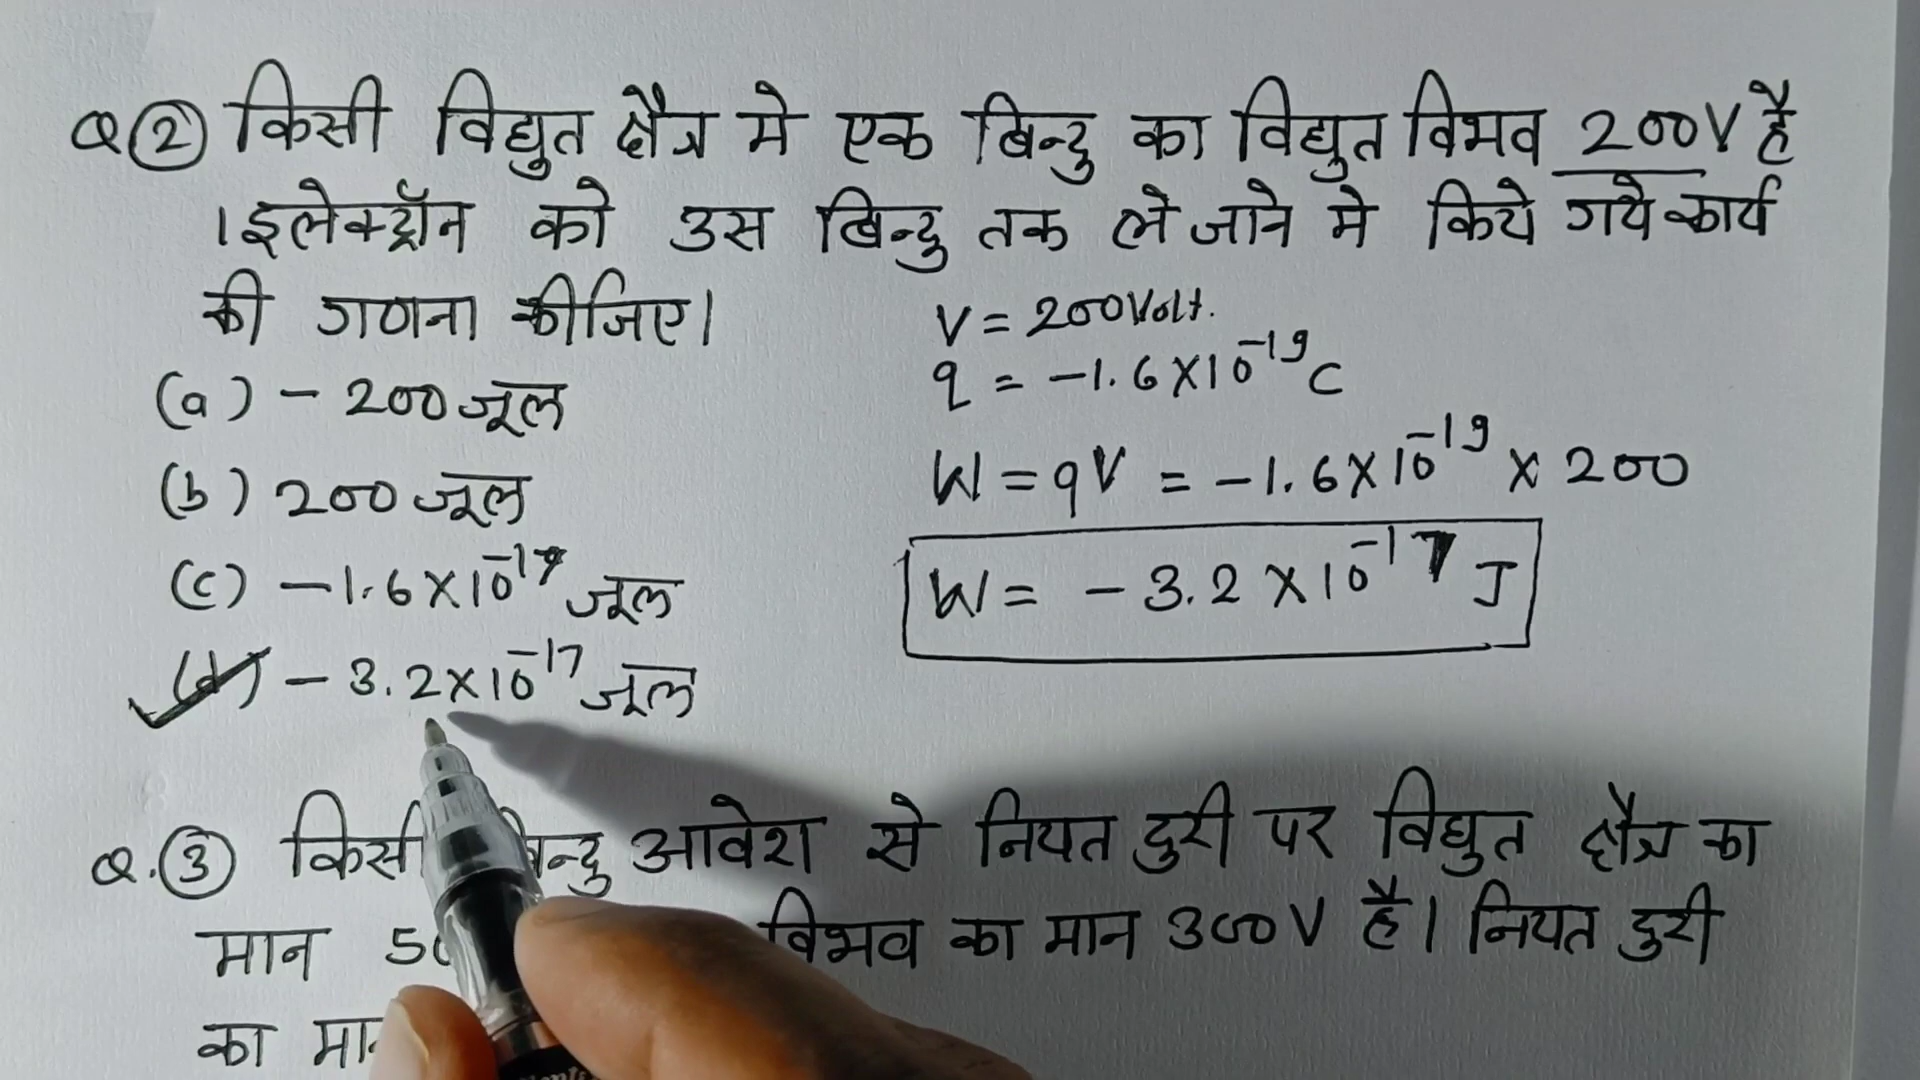 Q ② किसी विद्युत क्षैत्र मे एक बिन्दु का विद्युत विभव 200V है
।इलेक्ट्रॉन को उस बिन्दु तक ले जाने मे किये गये कार्य
की गणना कीजिए।
(a) - 200 जूल
(b) 200 जूल
(c) -1.6×10⁻¹⁹ जूल
(d) - 3.2×10⁻¹⁷ जूल
V = 200Volt.
q = -1.6×10⁻¹⁹C
W = qV = -1.6×10⁻¹⁹ × 200
W = - 3.2×10⁻¹⁷ J
Q.③ किसी बिन्दु आवेश से नियत दुरी पर विद्युत क्षैत्र का
मान विभव का मान 300V है। नियत दुरी
का